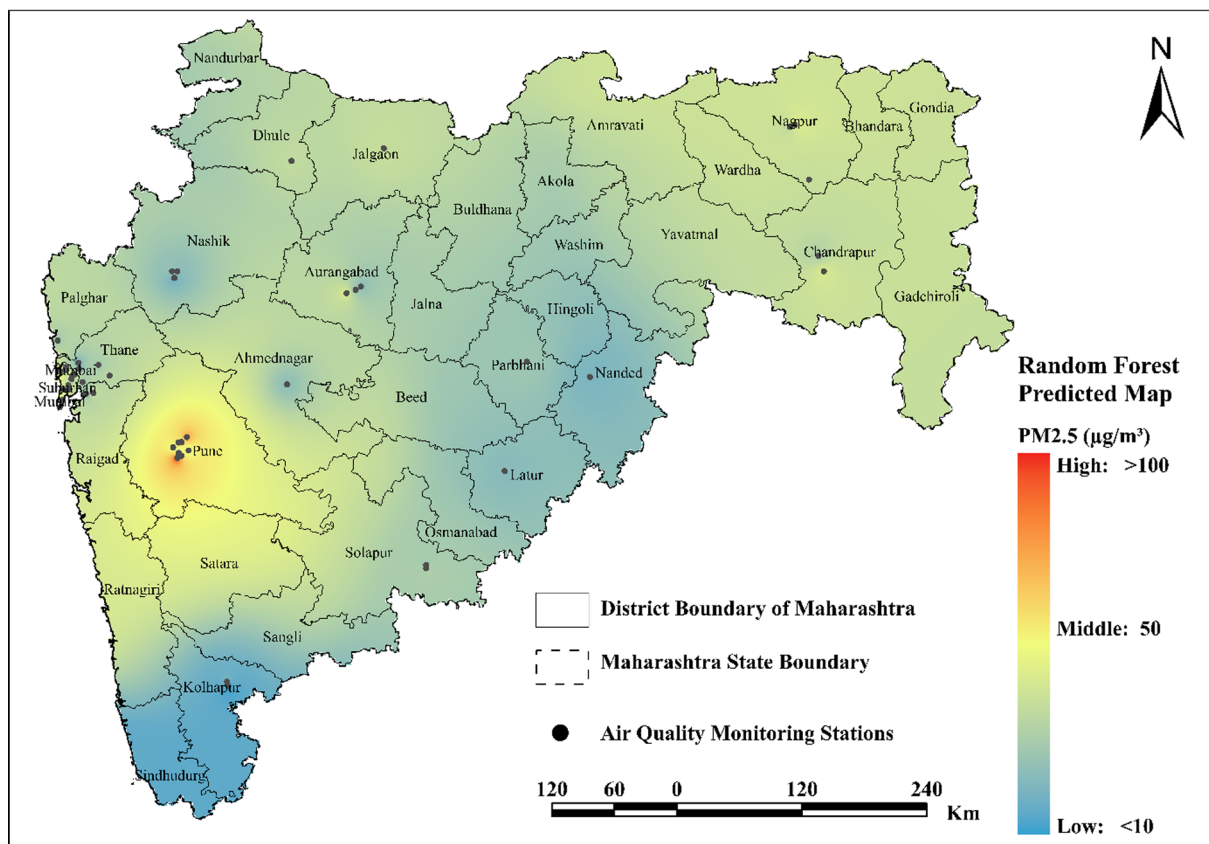 N
Nandurbar
Dhule
Jalgaon
Amravati
Nagpur
Bhandara
Gondia
Wardha
Akola
Buldhana
Nashik
Washim
Yavatmal
Chandrapur
Aurangabad
Palghar
Jalna
Hingoli
Gadchiroli
Thane
Ahmednagar
Parbhani
Nanded
Mumbai
Suburban
Mumbai
Beed
Pune
Raigad
Latur
Osmanabad
Solapur
Satara
Ratnagiri
Sangli
Kolhapur
Sindhudurg
Random Forest
Predicted Map
PM2.5 (µg/m³)
High: >100
Middle: 50
Low: <10
District Boundary of Maharashtra
Maharashtra State Boundary
Air Quality Monitoring Stations
120 60 0 120 240
Km